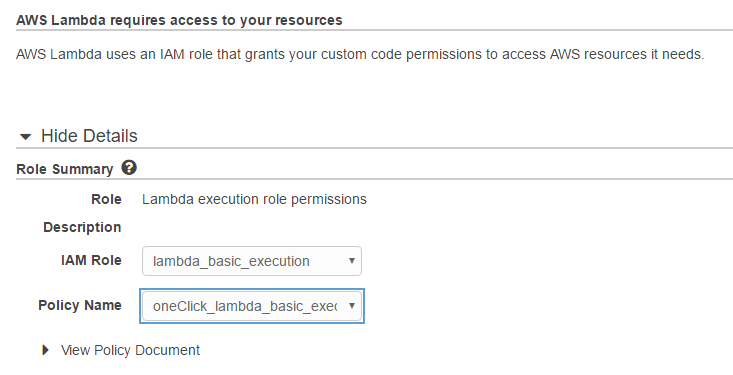 AWS Lambda requires access to your resources
AWS Lambda uses an IAM role that grants your custom code permissions to access AWS resources it needs.
Hide Details
Role Summary ?
Role Lambda execution role permissions
Description
IAM Role lambda_basic_execution
Policy Name oneClick_lambda_basic_exec
View Policy Document